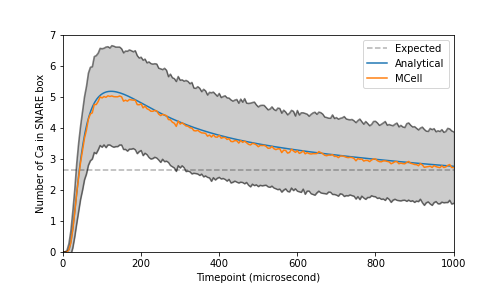 Number of Ca in SNARE box
7
6
5
4
3
2
1
0
0 200 400 600 800 1000
Timepoint (microsecond)
Expected
Analytical
MCell